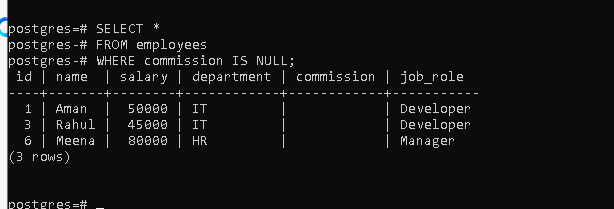 postgres=# SELECT *
postgres-# FROM employees
postgres-# WHERE commission IS NULL;
 id | name  | salary | department | commission | job_role
----+-------+--------+------------+------------+-----------
  1 | Aman  |  50000 | IT         |            | Developer
  3 | Rahul |  45000 | IT         |            | Developer
  6 | Meena |  80000 | HR         |            | Manager
(3 rows)
postgres=# _